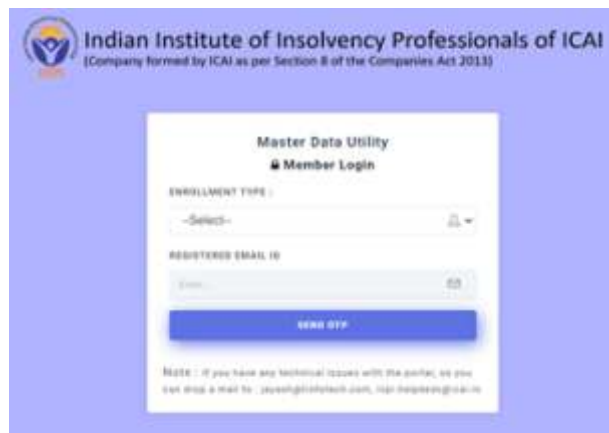 Indian Institute of Insolvency Professionals of ICAI
(Company formed by ICAI as per Section 8 of the Companies Act 2013)
Master Data Utility
Member Login
ENROLLMENT TYPE :
--Select--
REGISTERED EMAIL ID
Enter..
SEND OTP
Note : If you have any technical issues with the portal, so you
can drop a mail to :